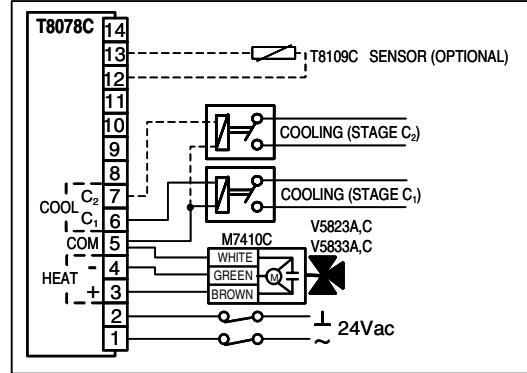 T8078C
14
13
12
11
10
9
8
7
6
5
4
3
2
1
T8109C SENSOR (OPTIONAL)
COOLING (STAGE C₂)
COOLING (STAGE C₁)
COOL
C₂
C₁
COM
HEAT
-
+
M7410C
WHITE
GREEN
BROWN
M
V5823A,C
V5833A,C
24Vac
~